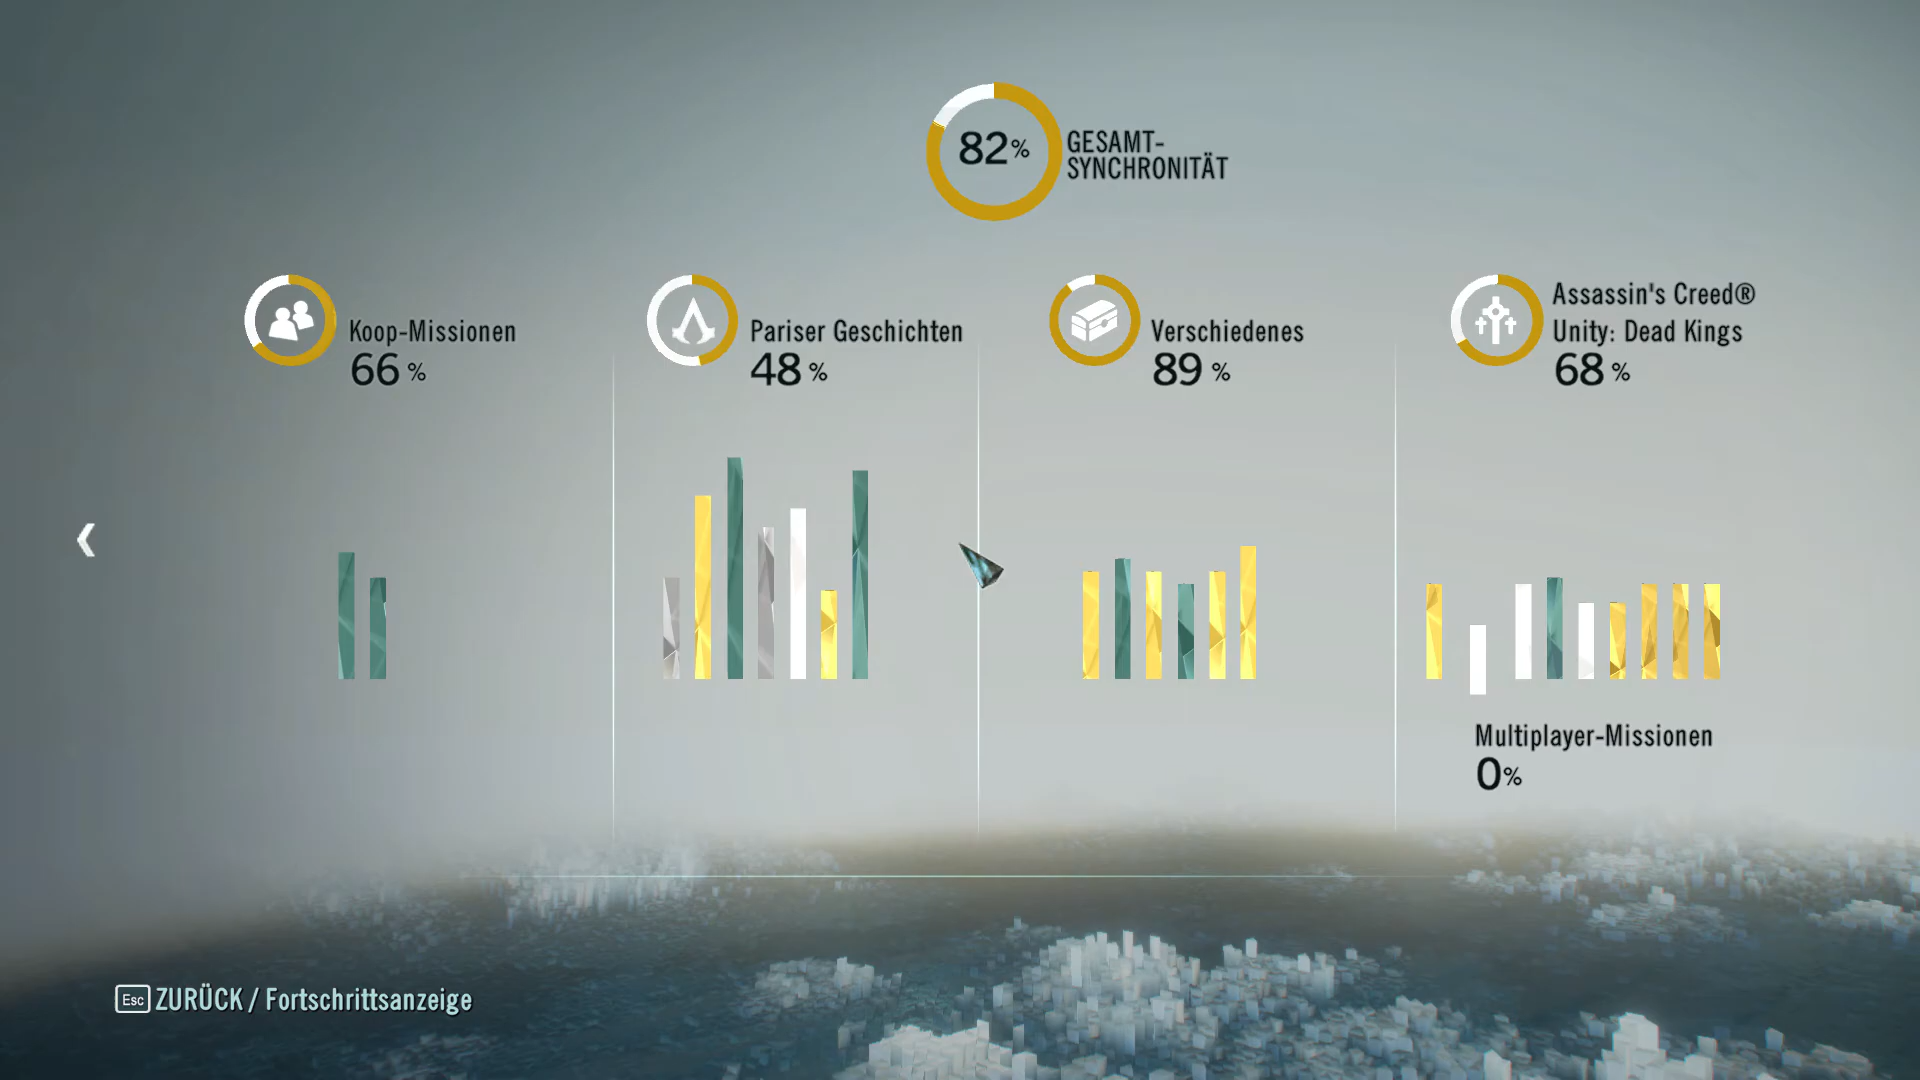 82%
GESAMT-
SYNCHRONITÄT
Koop-Missionen
66 %
Pariser Geschichten
48 %
Verschiedenes
89 %
Assassin's Creed®
Unity: Dead Kings
68 %
Multiplayer-Missionen
0%
Esc ZURÜCK / Fortschrittsanzeige